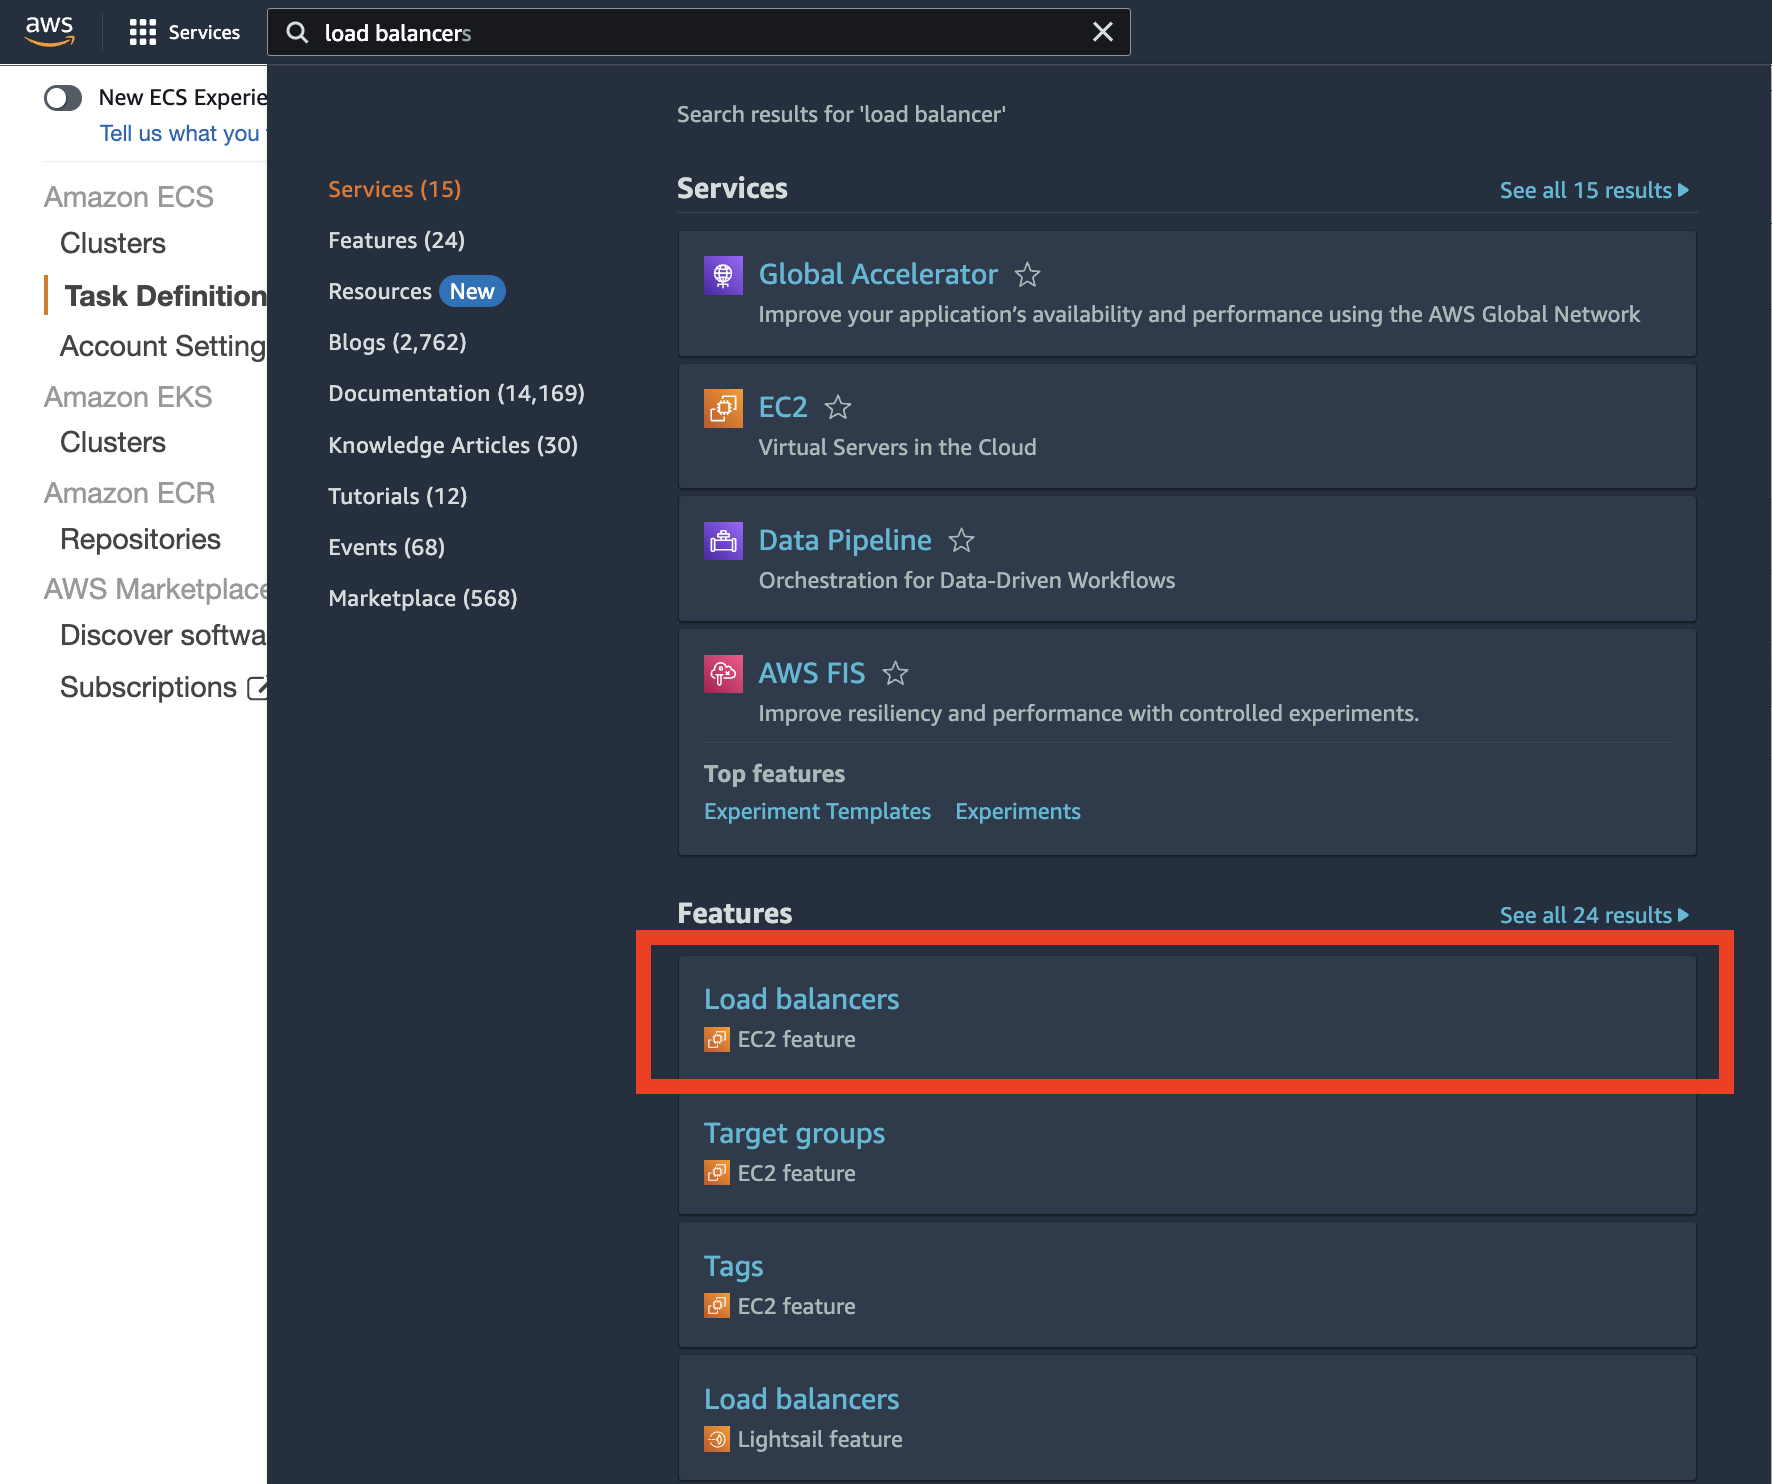 aws
Services
load balancers
New ECS Experie
Tell us what you
Amazon ECS
Clusters
Task Definition
Account Setting
Amazon EKS
Clusters
Amazon ECR
Repositories
AWS Marketplace
Discover softwa
Subscriptions
Services (15)
Features (24)
Resources New
Blogs (2,762)
Documentation (14,169)
Knowledge Articles (30)
Tutorials (12)
Events (68)
Marketplace (568)
Search results for 'load balancer'
Services
See all 15 results
Global Accelerator
Improve your application’s availability and performance using the AWS Global Network
EC2
Virtual Servers in the Cloud
Data Pipeline
Orchestration for Data-Driven Workflows
AWS FIS
Improve resiliency and performance with controlled experiments.
Top features
Experiment Templates Experiments
Features
See all 24 results
Load balancers
EC2 feature
Target groups
EC2 feature
Tags
EC2 feature
Load balancers
Lightsail feature